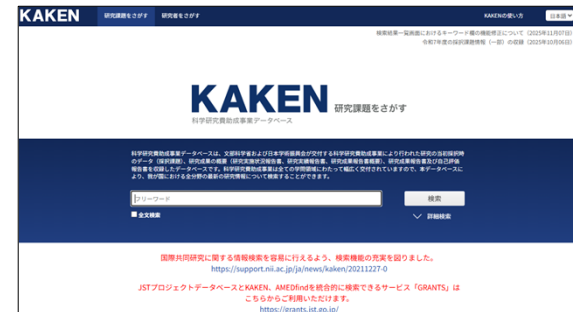 KAKEN 研究課題をさがす 研究者をさがす KAKENの使い方 日本語
検索結果一覧画面におけるキーワード欄の機能修正について（2025年11月07日）
令和7年度の採択課題情報（一部）の収録（2025年10月06日）
KAKEN 研究課題をさがす
科学研究費助成事業データベース
科学研究費助成事業データベースは、文部科学省および日本学術振興会が交付する科学研究費助成事業により行われた研究の当初採択時
のデータ（採択課題）、研究成果の概要（研究実施状況報告書、研究実績報告書、研究成果報告書概要）、研究成果報告書及び自己評価
報告書を収録したデータベースです。科学研究費助成事業は全ての学問領域にわたって幅広く交付されていますので、本データベースに
より、我が国における全分野の最新の研究情報について検索することができます。
フリーワード 検索
全文検索 詳細検索
国際共同研究に関する情報検索を容易に行えるよう、検索機能の充実を図りました。
https://support.nii.ac.jp/ja/news/kaken/20211227-0
JSTプロジェクトデータベースとKAKEN、AMEDfindを統合的に検索できるサービス「GRANTS」は
こちらからご利用いただけます。
https://grants.jst.go.jp/